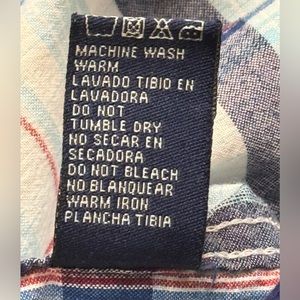 MACHINE WASH
WARM
LAVADO TIBIO EN
LAVADORA
DO NOT
TUMBLE DRY
NO SECAR EN
SECADORA
DO NOT BLEACH
NO BLANQUEAR
WARM IRON
PLANCHA TIBIA